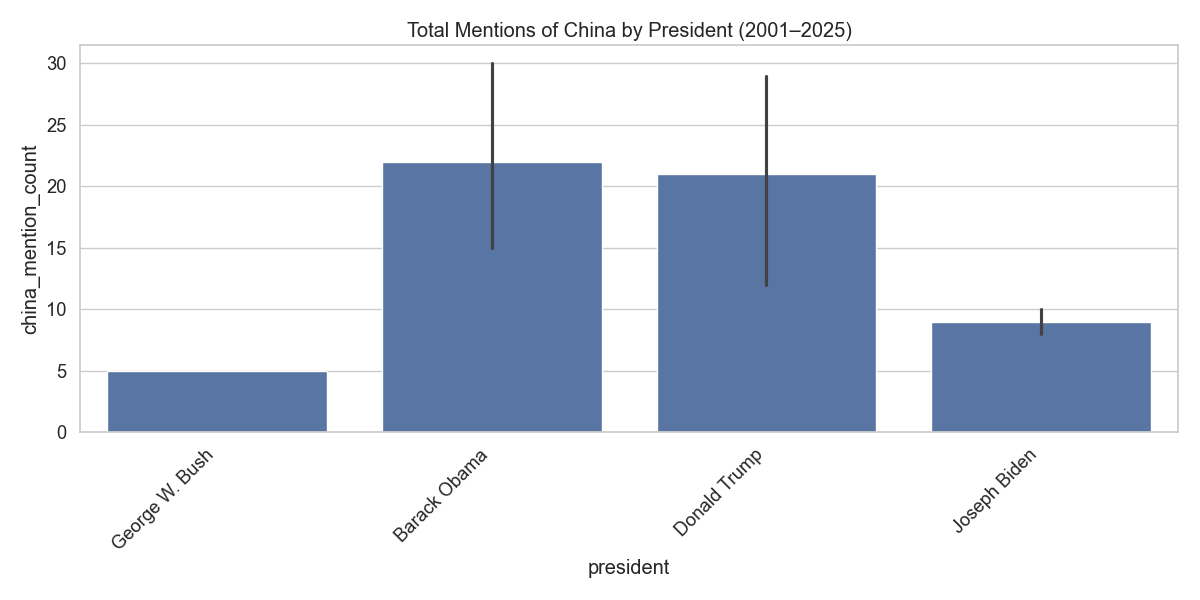 Total Mentions of China by President (2001–2025)
china_mention_count
30
25
20
15
10
5
0
George W. Bush
Barack Obama
Donald Trump
Joseph Biden
president